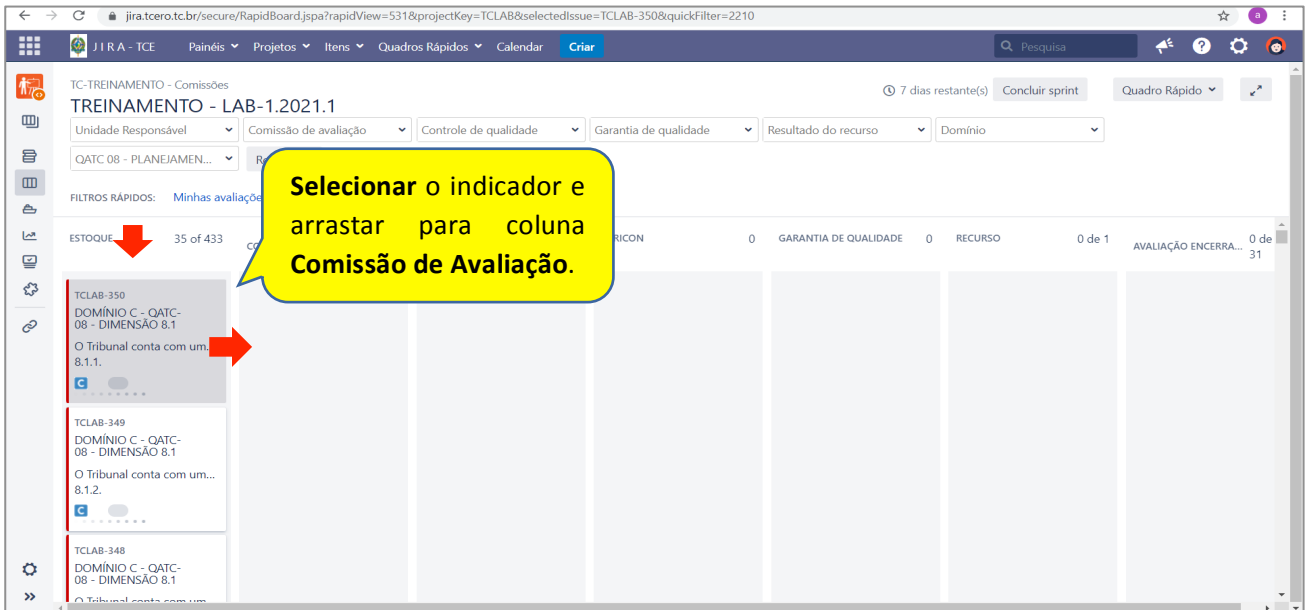 jira.tcero.tc.br/secure/RapidBoard.jspa?rapidView=531&projectKey=TCLAB&selectedIssue=TCLAB-350&quickFilter=2210
a
JIRA - TCE Painéis Projetos Itens Quadros Rápidos Calendar Criar Pesquisa
TC-TREINAMENTO - Comissões
TREINAMENTO - LAB-1.2021.1
7 dias restante(s) Concluir sprint Quadro Rápido
Unidade Responsável Comissão de avaliação Controle de qualidade Garantia de qualidade Resultado do recurso Domínio
QATC 08 - PLANEJAMEN...
FILTROS RÁPIDOS: Minhas avaliaçõe
Selecionar o indicador e
arrastar para coluna
Comissão de Avaliação.
ESTOQUE 35 of 433 RICON 0 GARANTIA DE QUALIDADE 0 RECURSO 0 de 1 AVALIAÇÃO ENCERRA... 0 de 31
TCLAB-350
DOMÍNIO C - QATC-
08 - DIMENSÃO 8.1
O Tribunal conta com um..
8.1.1.
C
TCLAB-349
DOMÍNIO C - QATC-
08 - DIMENSÃO 8.1
O Tribunal conta com um...
8.1.2.
C
TCLAB-348
DOMÍNIO C - QATC-
08 - DIMENSÃO 8.1
O Tribunal conta com um